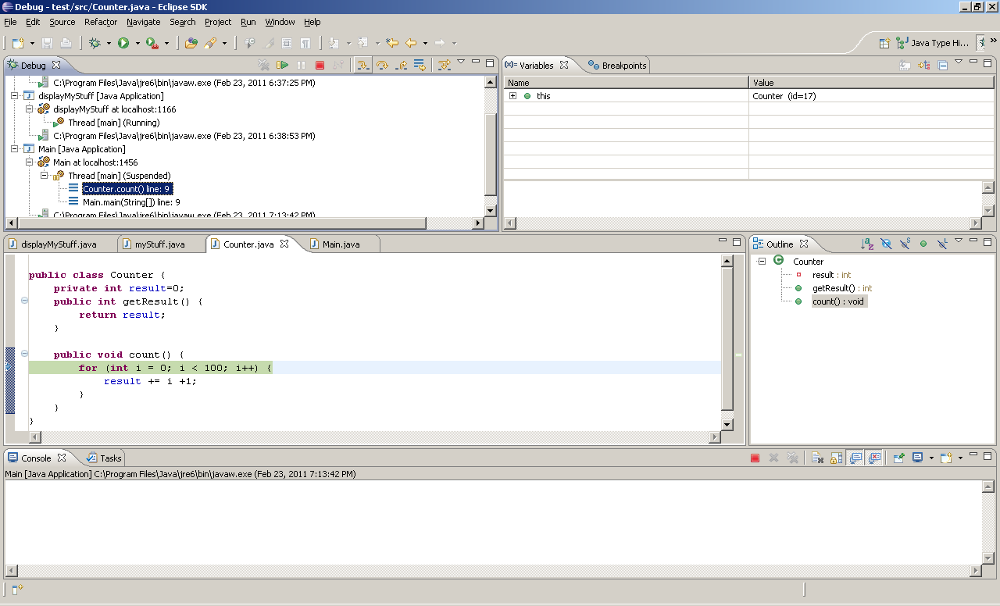 Debug - test/src/Counter.java - Eclipse SDK
File Edit Source Refactor Navigate Search Project Run Window Help
Java Type Hi...
Debug
C:\Program Files\Java\jre6\bin\javaw.exe (Feb 23, 2011 6:37:25 PM)
displayMyStuff [Java Application]
displayMyStuff at localhost:1166
Thread [main] (Running)
C:\Program Files\Java\jre6\bin\javaw.exe (Feb 23, 2011 6:38:53 PM)
Main [Java Application]
Main at localhost:1456
Thread [main] (Suspended)
Counter.count() line: 9
Main.main(String[]) line: 9
C:\Program Files\Java\jre6\bin\javaw.exe (Feb 23, 2011 7:13:42 PM)
(x)= Variables Breakpoints
Name Value
this Counter (id=17)
displayMyStuff.java myStuff.java Counter.java Main.java
public class Counter {
private int result=0;
public int getResult() {
return result;
}
public void count() {
for (int i = 0; i < 100; i++) {
result += i +1;
}
}
}
Outline
Counter
result : int
getResult() : int
count() : void
Console Tasks
Main [Java Application] C:\Program Files\Java\jre6\bin\javaw.exe (Feb 23, 2011 7:13:42 PM)